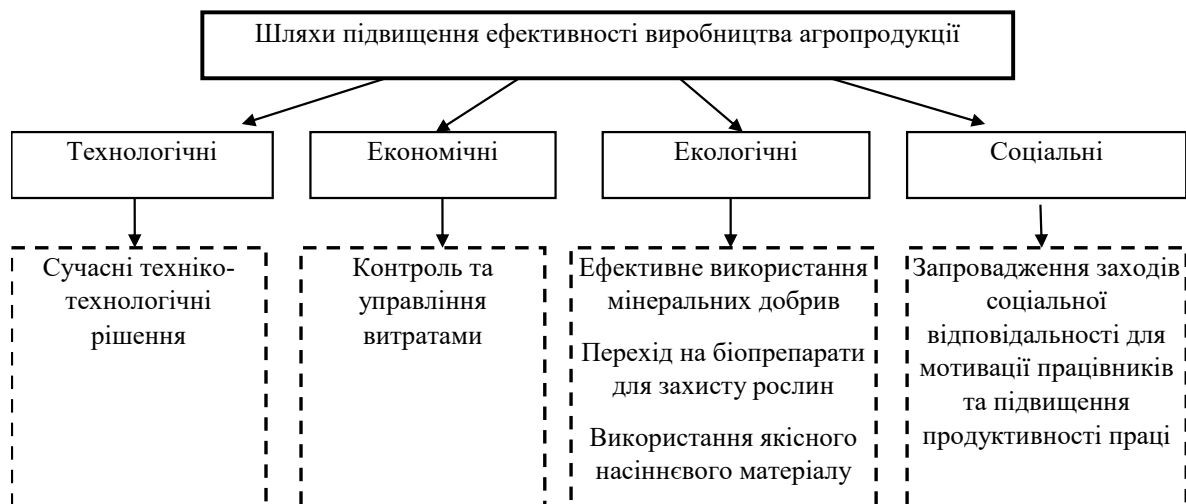 Шляхи підвищення ефективності виробництва агропродукції
Технологічні
Економічні
Екологічні
Соціальні
Сучасні техніко-
технологічні
рішення
Контроль та
управління
витратами
Ефективне використання
мінеральних добрив
Перехід на біопрепарати
для захисту рослин
Використання якісного
насіннєвого матеріалу
Запровадження заходів
соціальної
відповідальності для
мотивації працівників
та підвищення
продуктивності праці